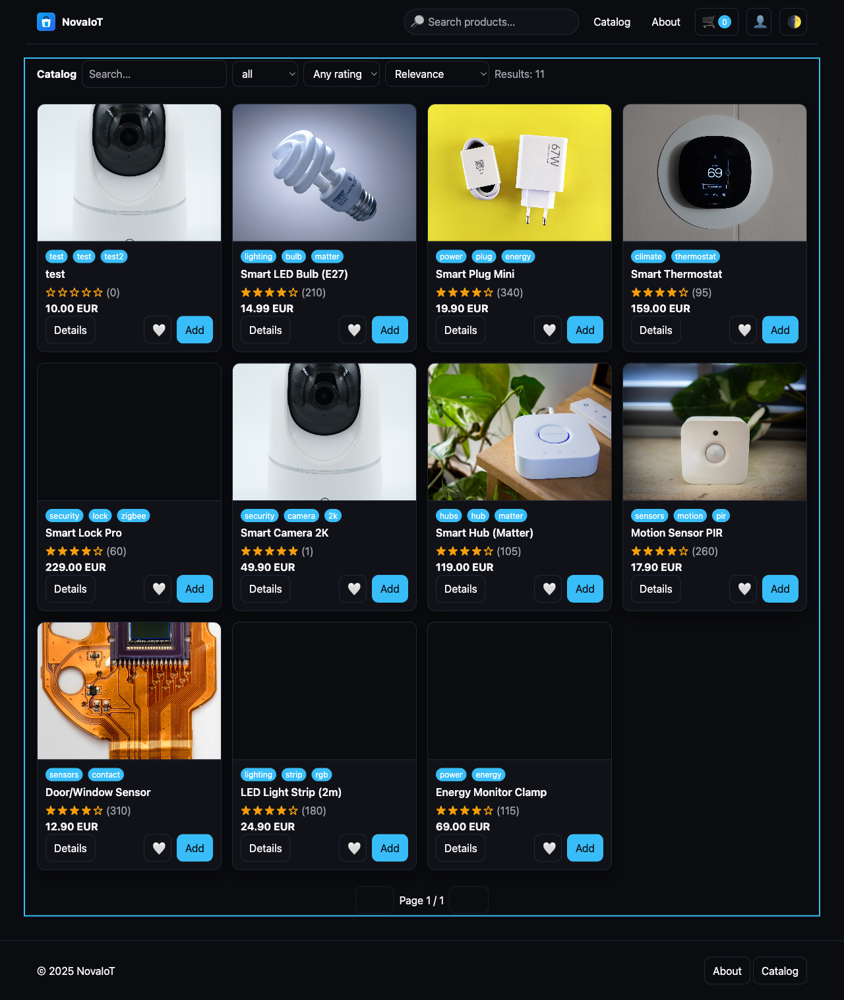 NovaIoT
🔎 Search products...
Catalog
About
🛒 0
👤
🌗
Catalog
Search...
all
Any rating
Relevance
Results: 11
67W
69
test test test2
test
☆☆☆☆☆ (0)
10.00 EUR
Details 🤍 Add
lighting bulb matter
Smart LED Bulb (E27)
★★★★☆ (210)
14.99 EUR
Details 🤍 Add
power plug energy
Smart Plug Mini
★★★★☆ (340)
19.90 EUR
Details 🤍 Add
climate thermostat
Smart Thermostat
★★★★☆ (95)
159.00 EUR
Details 🤍 Add
security lock zigbee
Smart Lock Pro
★★★★☆ (60)
229.00 EUR
Details 🤍 Add
security camera 2k
Smart Camera 2K
★★★★★ (1)
49.90 EUR
Details 🤍 Add
hubs hub matter
Smart Hub (Matter)
★★★★☆ (105)
119.00 EUR
Details 🤍 Add
sensors motion pir
Motion Sensor PIR
★★★★☆ (260)
17.90 EUR
Details 🤍 Add
sensors contact
Door/Window Sensor
★★★★☆ (310)
12.90 EUR
Details 🤍 Add
lighting strip rgb
LED Light Strip (2m)
★★★★☆ (180)
24.90 EUR
Details 🤍 Add
power energy
Energy Monitor Clamp
★★★★☆ (115)
69.00 EUR
Details 🤍 Add
Page 1 / 1
© 2025 NovaIoT
About
Catalog